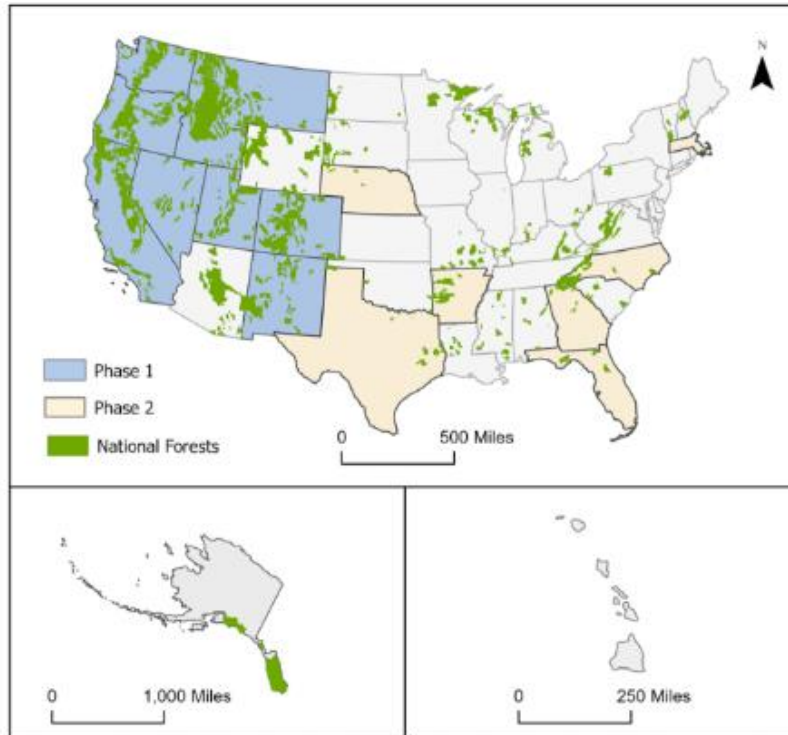 N
Phase 1
Phase 2
National Forests
0 500 Miles
0 1,000 Miles
0 250 Miles